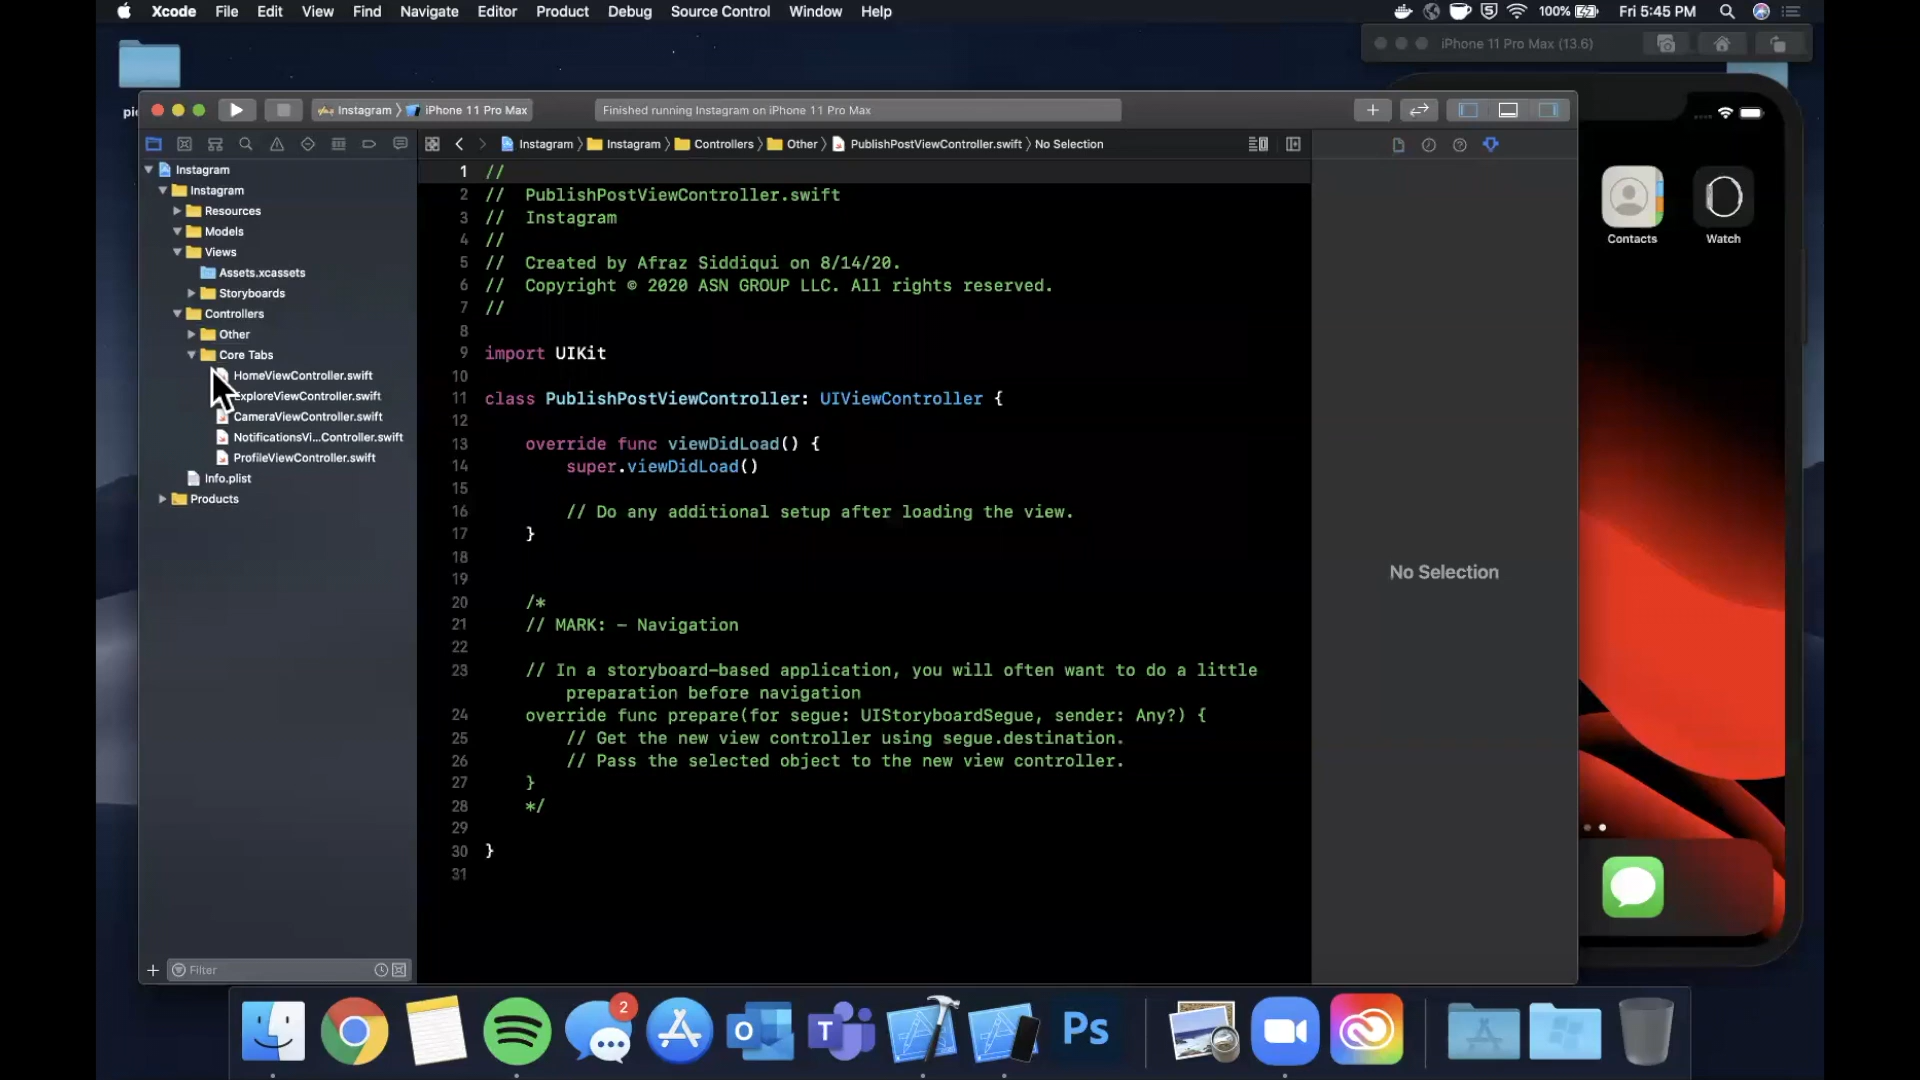 Xcode File Edit View Find Navigate Editor Product Debug Source Control Window Help 100% Fri 5:45 PM
iPhone 11 Pro Max (13.6)
Instagram iPhone 11 Pro Max Finished running Instagram on iPhone 11 Pro Max
Instagram Instagram Controllers Other PublishPostViewController.swift No Selection
Instagram
Instagram
Resources
Models
Views
Assets.xcassets
Storyboards
Controllers
Other
Core Tabs
HomeViewController.swift
ExploreViewController.swift
CameraViewController.swift
NotificationsVi...Controller.swift
ProfileViewController.swift
Info.plist
Products
Filter
1 //
2 // PublishPostViewController.swift
3 // Instagram
4 //
5 // Created by Afraz Siddiqui on 8/14/20.
6 // Copyright © 2020 ASN GROUP LLC. All rights reserved.
7 //
8
9 import UIKit
10
11 class PublishPostViewController: UIViewController {
12
13 override func viewDidLoad() {
14 super.viewDidLoad()
15
16 // Do any additional setup after loading the view.
17 }
18
19
20 /*
21 // MARK: - Navigation
22
23 // In a storyboard-based application, you will often want to do a little
preparation before navigation
24 override func prepare(for segue: UIStoryboardSegue, sender: Any?) {
25 // Get the new view controller using segue.destination.
26 // Pass the selected object to the new view controller.
27 }
28 */
29
30 }
31
No Selection
Contacts Watch
2
Ps